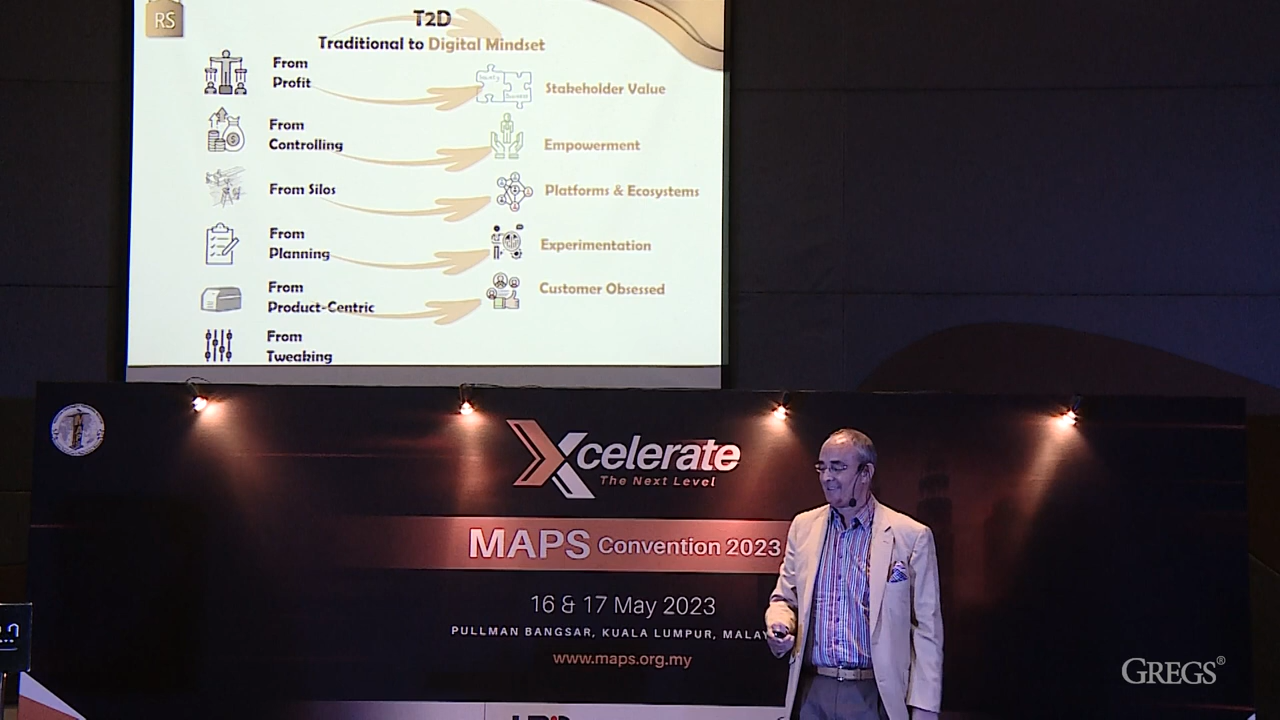 RS
T2D
Traditional to Digital Mindset
From
Profit
Stakeholder Value
From
Controlling
Empowerment
From Silos
Platforms & Ecosystems
From
Planning
Experimentation
From
Product-Centric
Customer Obsessed
From
Tweaking
Xcelerate
The Next Level
MAPS Convention 2023
16 & 17 May 2023
PULLMAN BANGSAR, KUALA LUMPUR, MALAY
www.maps.org.my
GREGS®